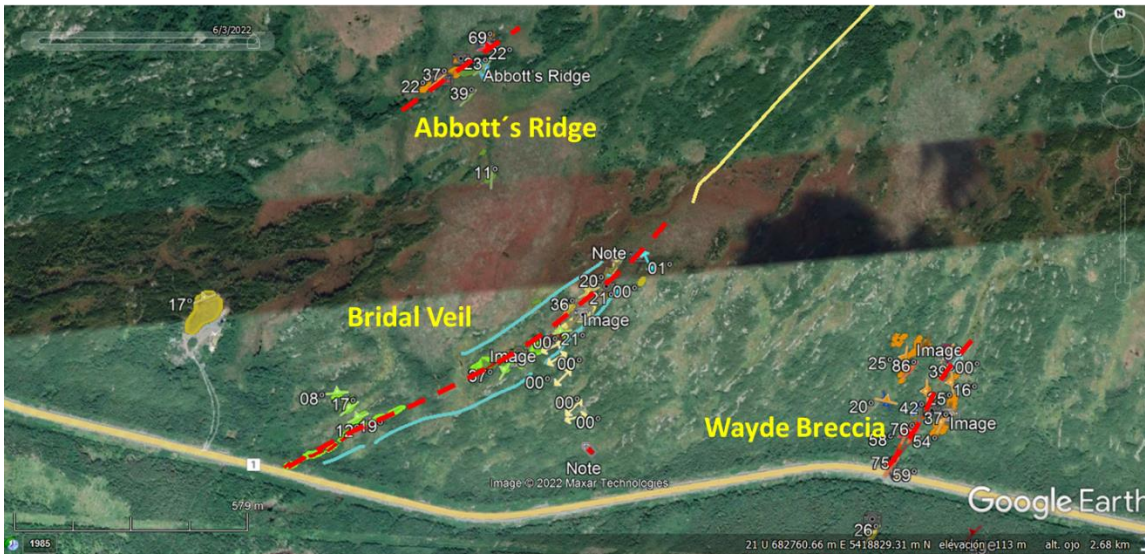 6/3/2022
69°
22°
23°
37°
22°
39°
Abbott's Ridge
Abbott´s Ridge
11°
Note
01°
20°
00°
21°
17°
36°
Bridal Veil
Image
21°
00°
Image
00°
37°
00°
08°
17°
00°
00°
12°
19°
25°
86°
Image
39°
00°
16°
20°
42°
45°
37°
Image
Wayde Breccia
76°
58°
54°
75
59°
1
Note
Image © 2022 Maxar Technologies
579 m
Google Earth
26°
1985
21 U 682760.66 m E 5418829.31 m N elevación 113 m alt. ojo 2.68 km
N